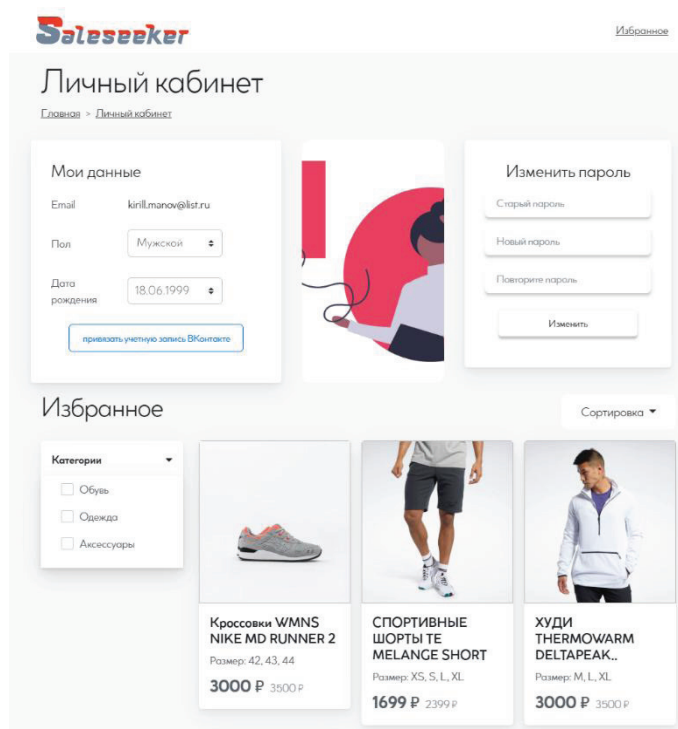 Saleseeker
Избранное
Личный кабинет
Главная > Личный кабинет
Мои данные
Email kirill.manov@list.ru
Пол Мужской
Дата
рождения
18.06.1999
привязать учетную запись ВКонтакте
Изменить пароль
Старый пароль
Новый пароль
Повторите пароль
Изменить
Избранное
Сортировка
Категории
Обувь
Одежда
Аксессуары
Кроссовки WMNS
NIKE MD RUNNER 2
Размер: 42, 43, 44
3000 ₽ 3500 ₽
СПОРТИВНЫЕ
ШОРТЫ TE
MELANGE SHORT
Размер: XS, S, L, XL
1699 ₽ 2399 ₽
ХУДИ
THERMOWARM
DELTAPEAK..
Размер: M, L, XL
3000 ₽ 3500 ₽